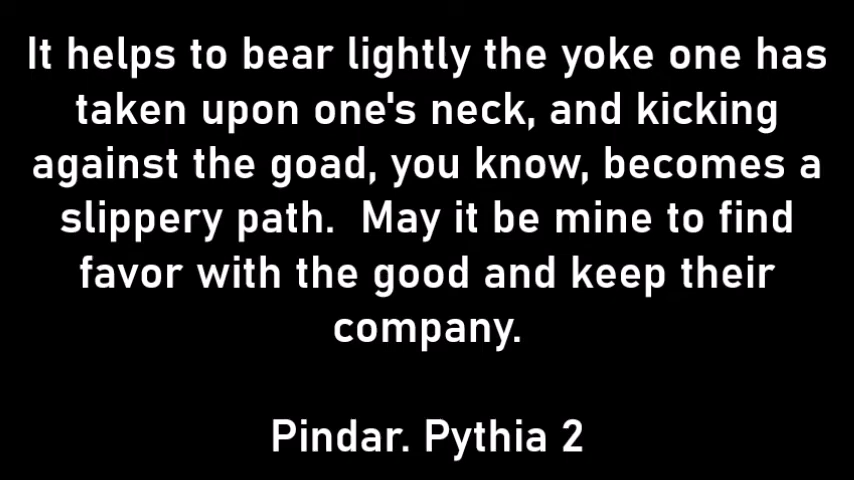 It helps to bear lightly the yoke one has
taken upon one's neck, and kicking
against the goad, you know, becomes a
slippery path.  May it be mine to find
favor with the good and keep their
company.
Pindar. Pythia 2